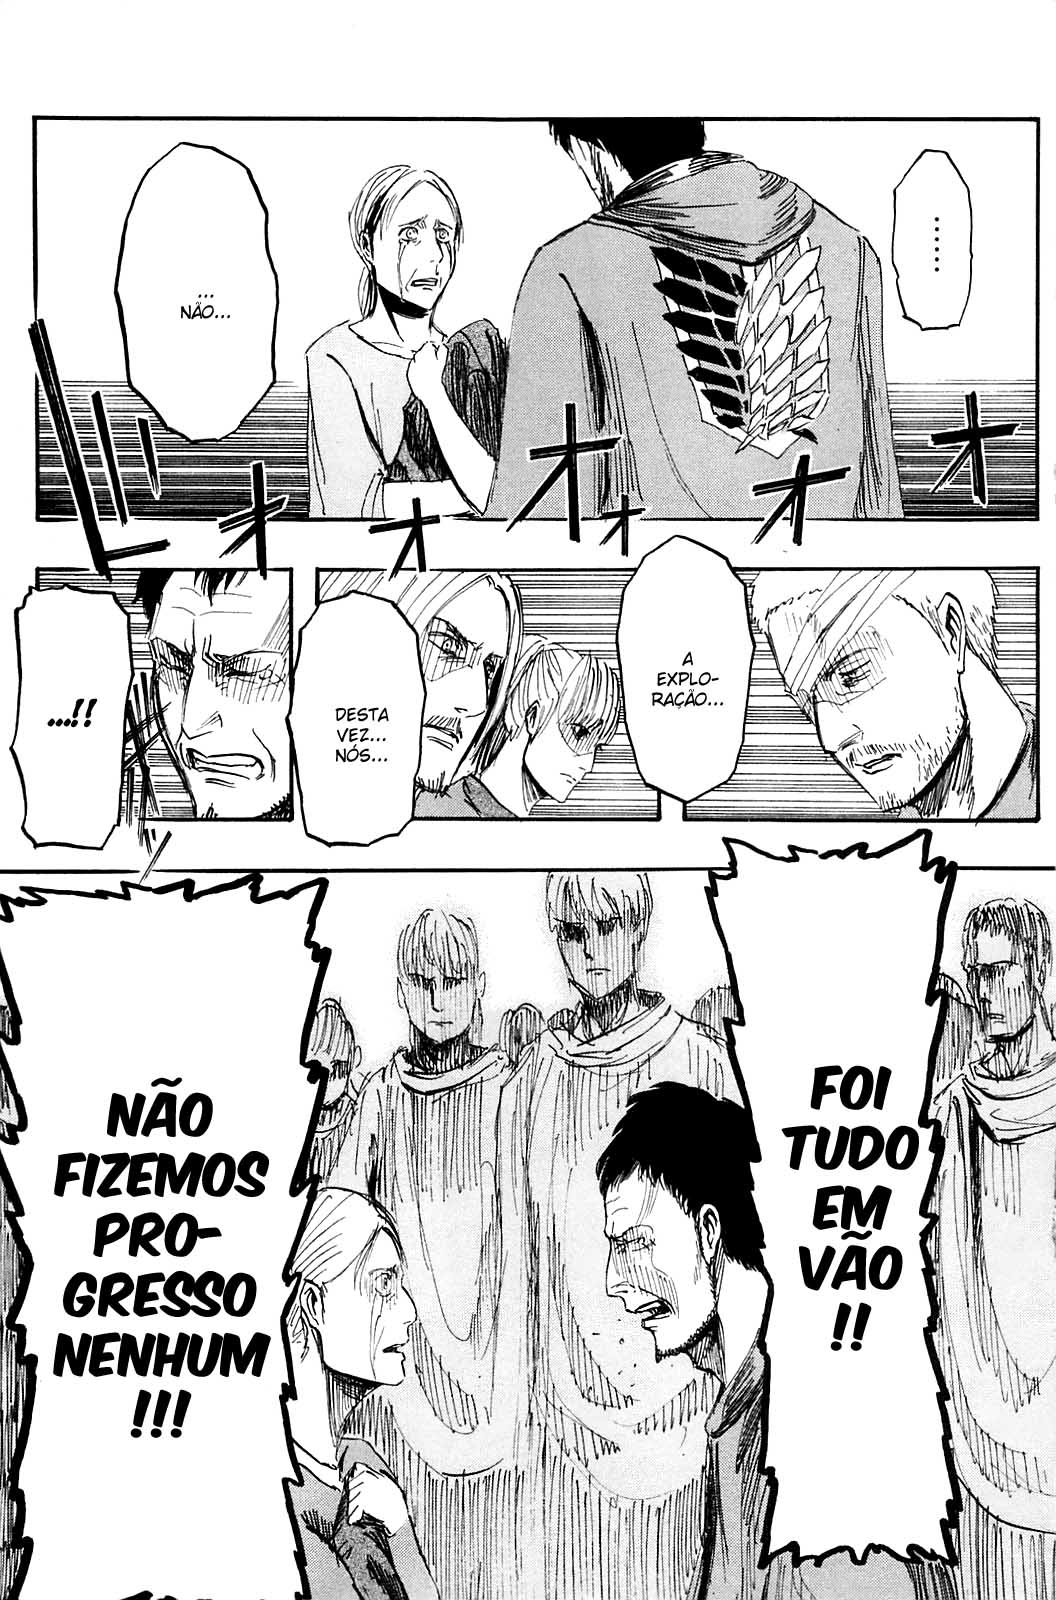 ......
...
NÃO...
A
EXPLO-
RAÇÃO...
DESTA
VEZ...
NÓS...
...!!
FOI
TUDO
EM
VÃO
!!
NÃO
FIZEMOS
PRO-
GRESSO
NENHUM
!!!